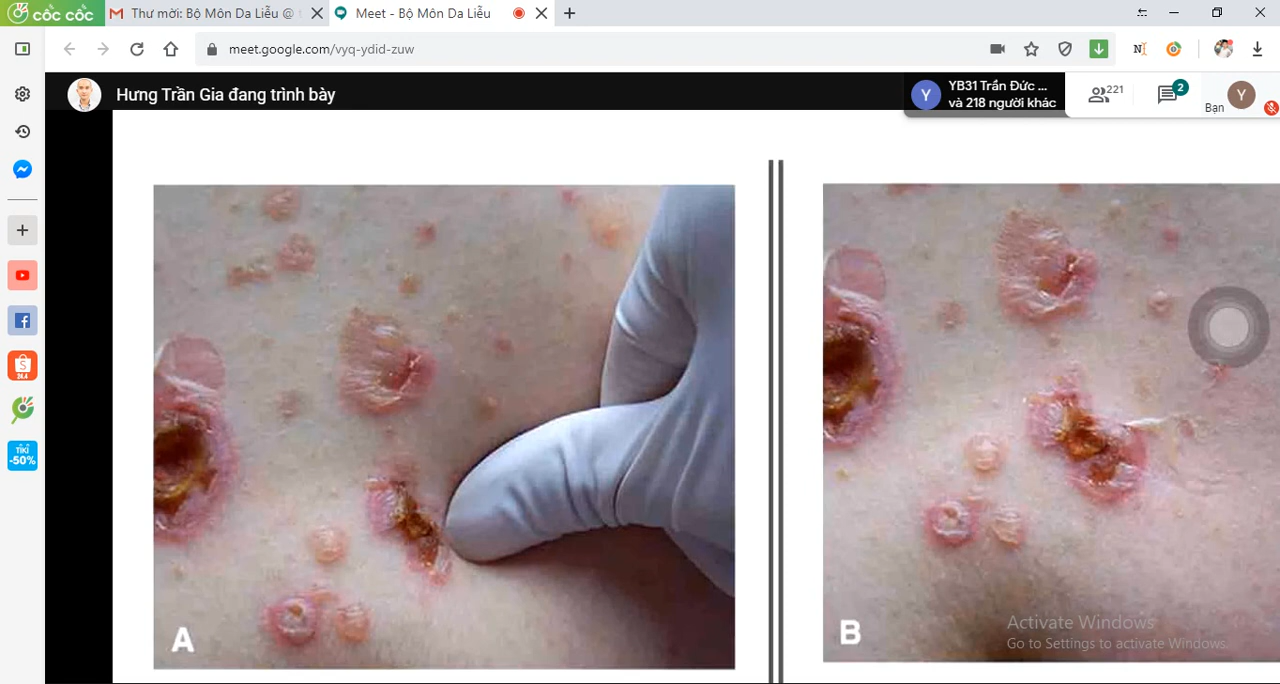 cốc cốc
Thư mời: Bộ Môn Da Liễu @
Meet - Bộ Môn Da Liễu
meet.google.com/vyq-ydid-zuw
Hưng Trần Gia đang trình bày
Y
YB31 Trần Đức ...
và 218 người khác
221
2
Bạn
Y
24.4
TIKI
-50%
A
B
Activate Windows
Go to Settings to activate Windows.